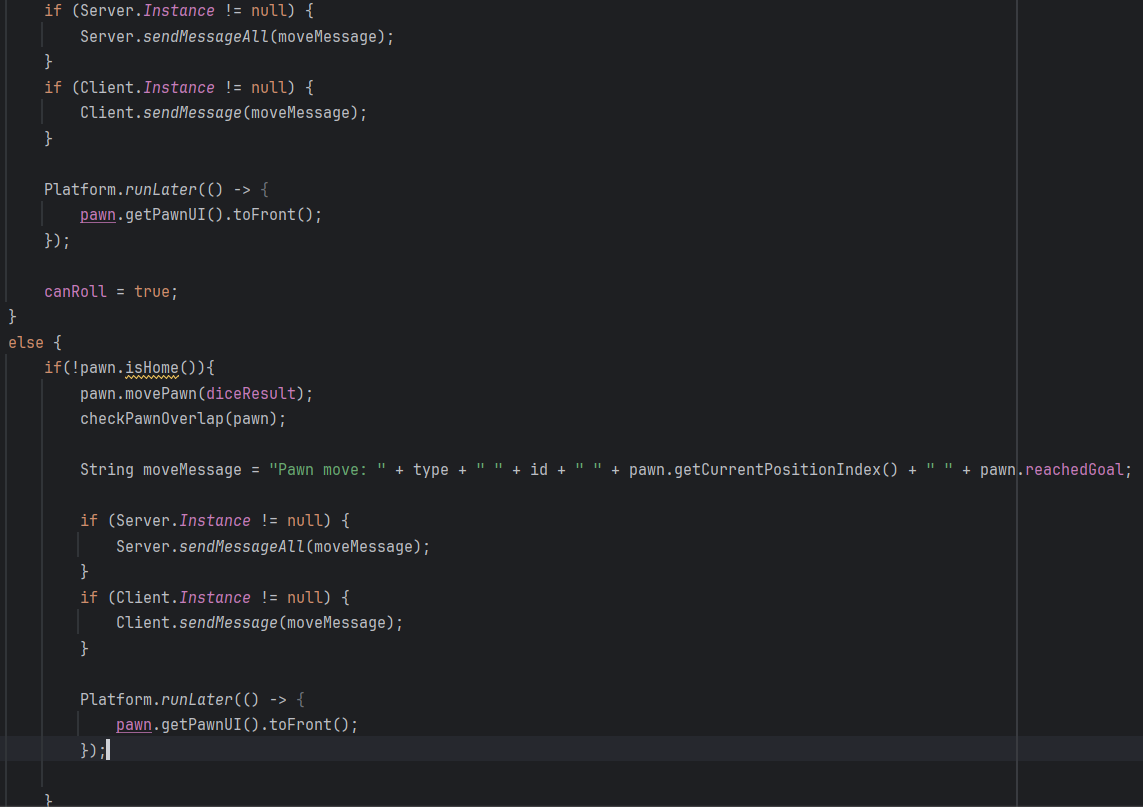 if (Server.Instance != null) {
Server.sendMessageAll(moveMessage);
}
if (Client.Instance != null) {
Client.sendMessage(moveMessage);
}
Platform.runLater(() -> {
pawn.getPawnUI().toFront();
});
canRoll = true;
}
else {
if(!pawn.isHome()){
pawn.movePawn(diceResult);
checkPawnOverlap(pawn);
String moveMessage = "Pawn move: " + type + " " + id + " " + pawn.getCurrentPositionIndex() + " " + pawn.reachedGoal;
if (Server.Instance != null) {
Server.sendMessageAll(moveMessage);
}
if (Client.Instance != null) {
Client.sendMessage(moveMessage);
}
Platform.runLater(() -> {
pawn.getPawnUI().toFront();
});
}